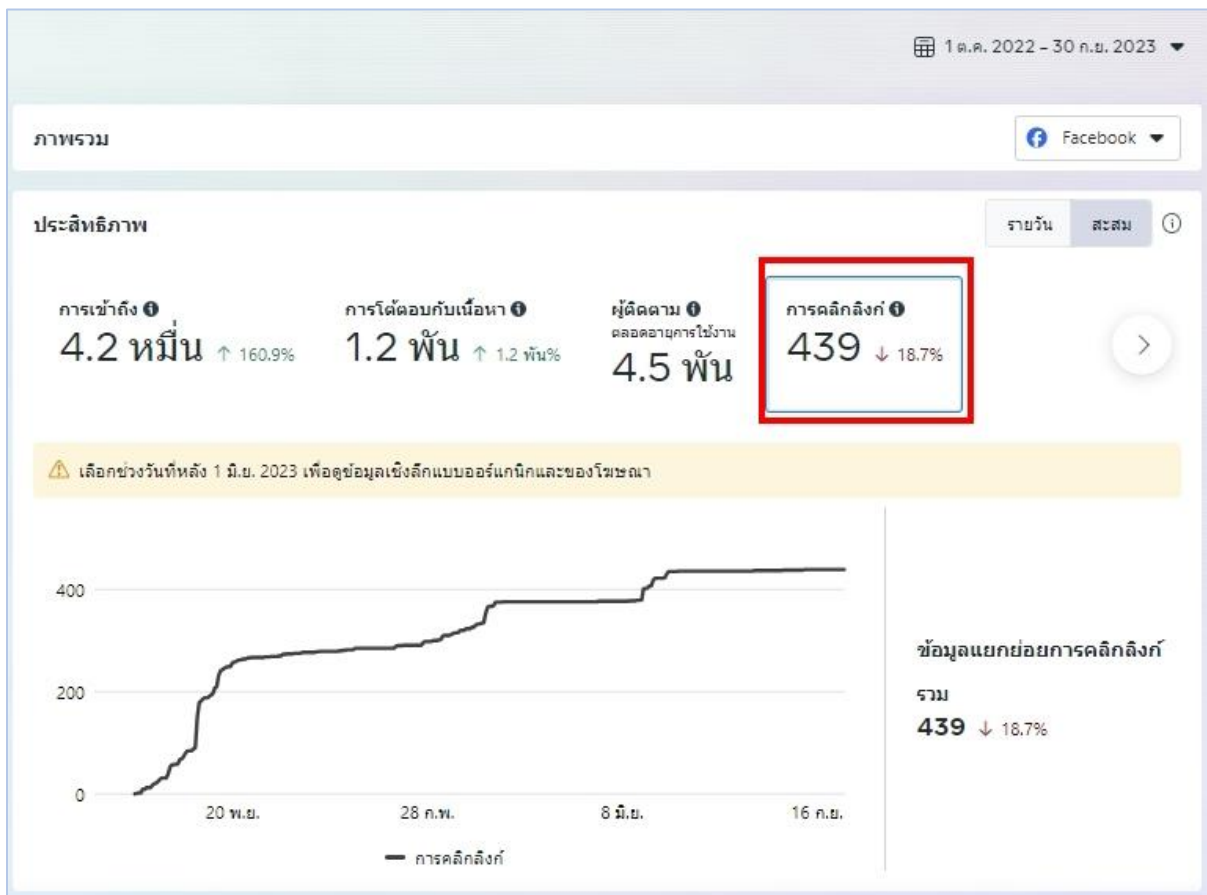 1 ต.ค. 2022 – 30 ก.ย. 2023
ภาพรวม
Facebook
ประสิทธิภาพ
รายวัน สะสม
การเข้าถึง
4.2 หมื่น ↑ 160.9%
การโต้ตอบกับเนื้อหา
1.2 พัน ↑ 1.2 พัน%
ผู้ติดตาม
ตลอดอายุการใช้งาน
4.5 พัน
การคลิกลิงก์
439 ↓ 18.7%
เลือกช่วงวันที่หลัง 1 มิ.ย. 2023 เพื่อดูข้อมูลเชิงลึกแบบออร์แกนิกและของโฆษณา
400
200
0
20 พ.ย. 28 ก.พ. 8 มิ.ย. 16 ก.ย.
การคลิกลิงก์
ข้อมูลแยกย่อยการคลิกลิงก์
รวม
439 ↓ 18.7%